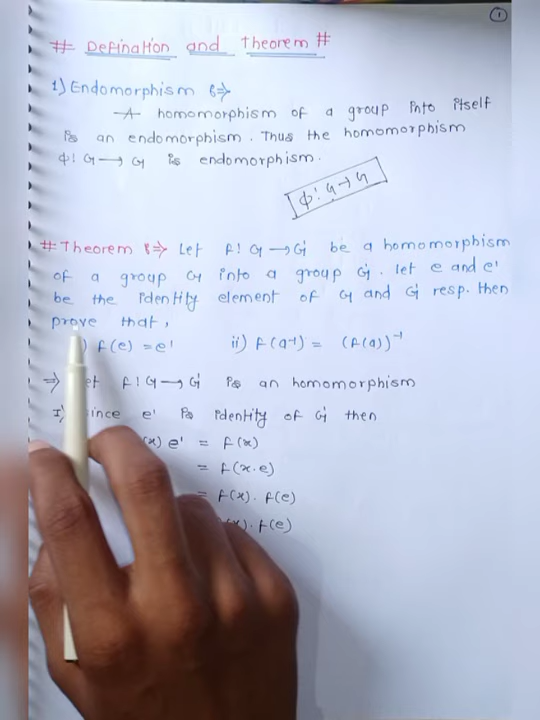 1
# Defination and Theorem #
1) Endomorphism :⇒
A homomorphism of a group into itself
is an endomorphism. Thus the homomorphism
φ: G → G is endomorphism.
φ: G → G
# Theorem :⇒ Let f: G → G' be a homomorphism
of a group G into a group G'. let e and e'
be the identity element of G and G' resp. then
prove that,
) f(e) = e' ii) f(a⁻¹) = (f(a))⁻¹
⇒ et f: G → G' is an homomorphism
I) since e' is identity of G' then
(x) e' = f(x)
= f(x.e)
= f(x). f(e)
(x). f(e)